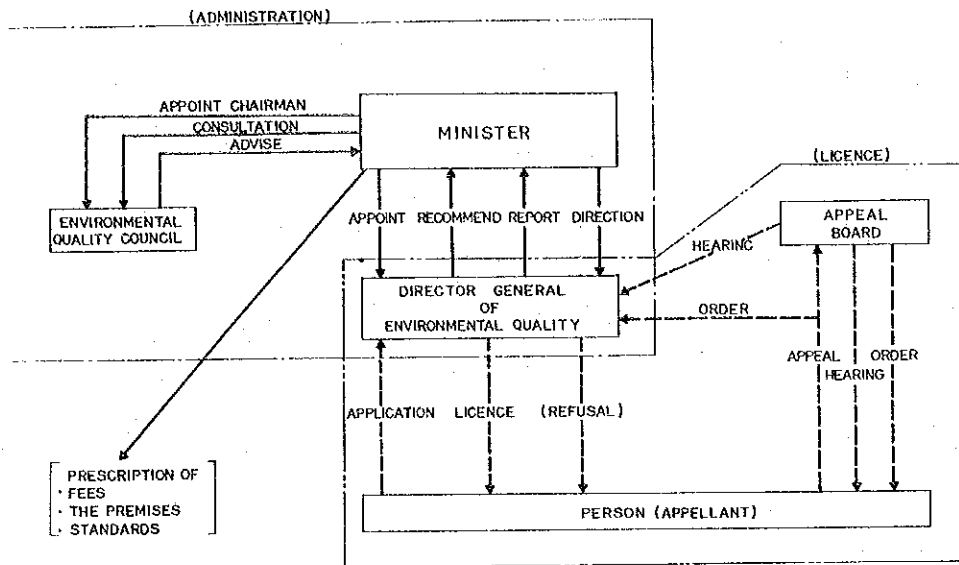 (ADMINISTRATION)
APPOINT CHAIRMAN
CONSULTATION
ADVISE
MINISTER
(LICENCE)
ENVIRONMENTAL
QUALITY COUNCIL
APPOINT RECOMMEND REPORT DIRECTION
APPEAL
BOARD
HEARING
DIRECTOR GENERAL
OF
ENVIRONMENTAL QUALITY
ORDER
APPEAL ORDER
HEARING
APPLICATION LICENCE (REFUSAL)
PRESCRIPTION OF
· FEES
· THE PREMISES
· STANDARDS
PERSON (APPELLANT)